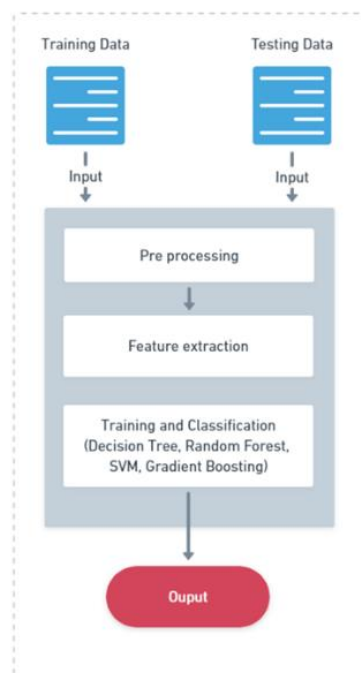 Training Data
Testing Data
Input
Input
Pre processing
Feature extraction
Training and Classification
(Decision Tree, Random Forest,
SVM, Gradient Boosting)
Ouput